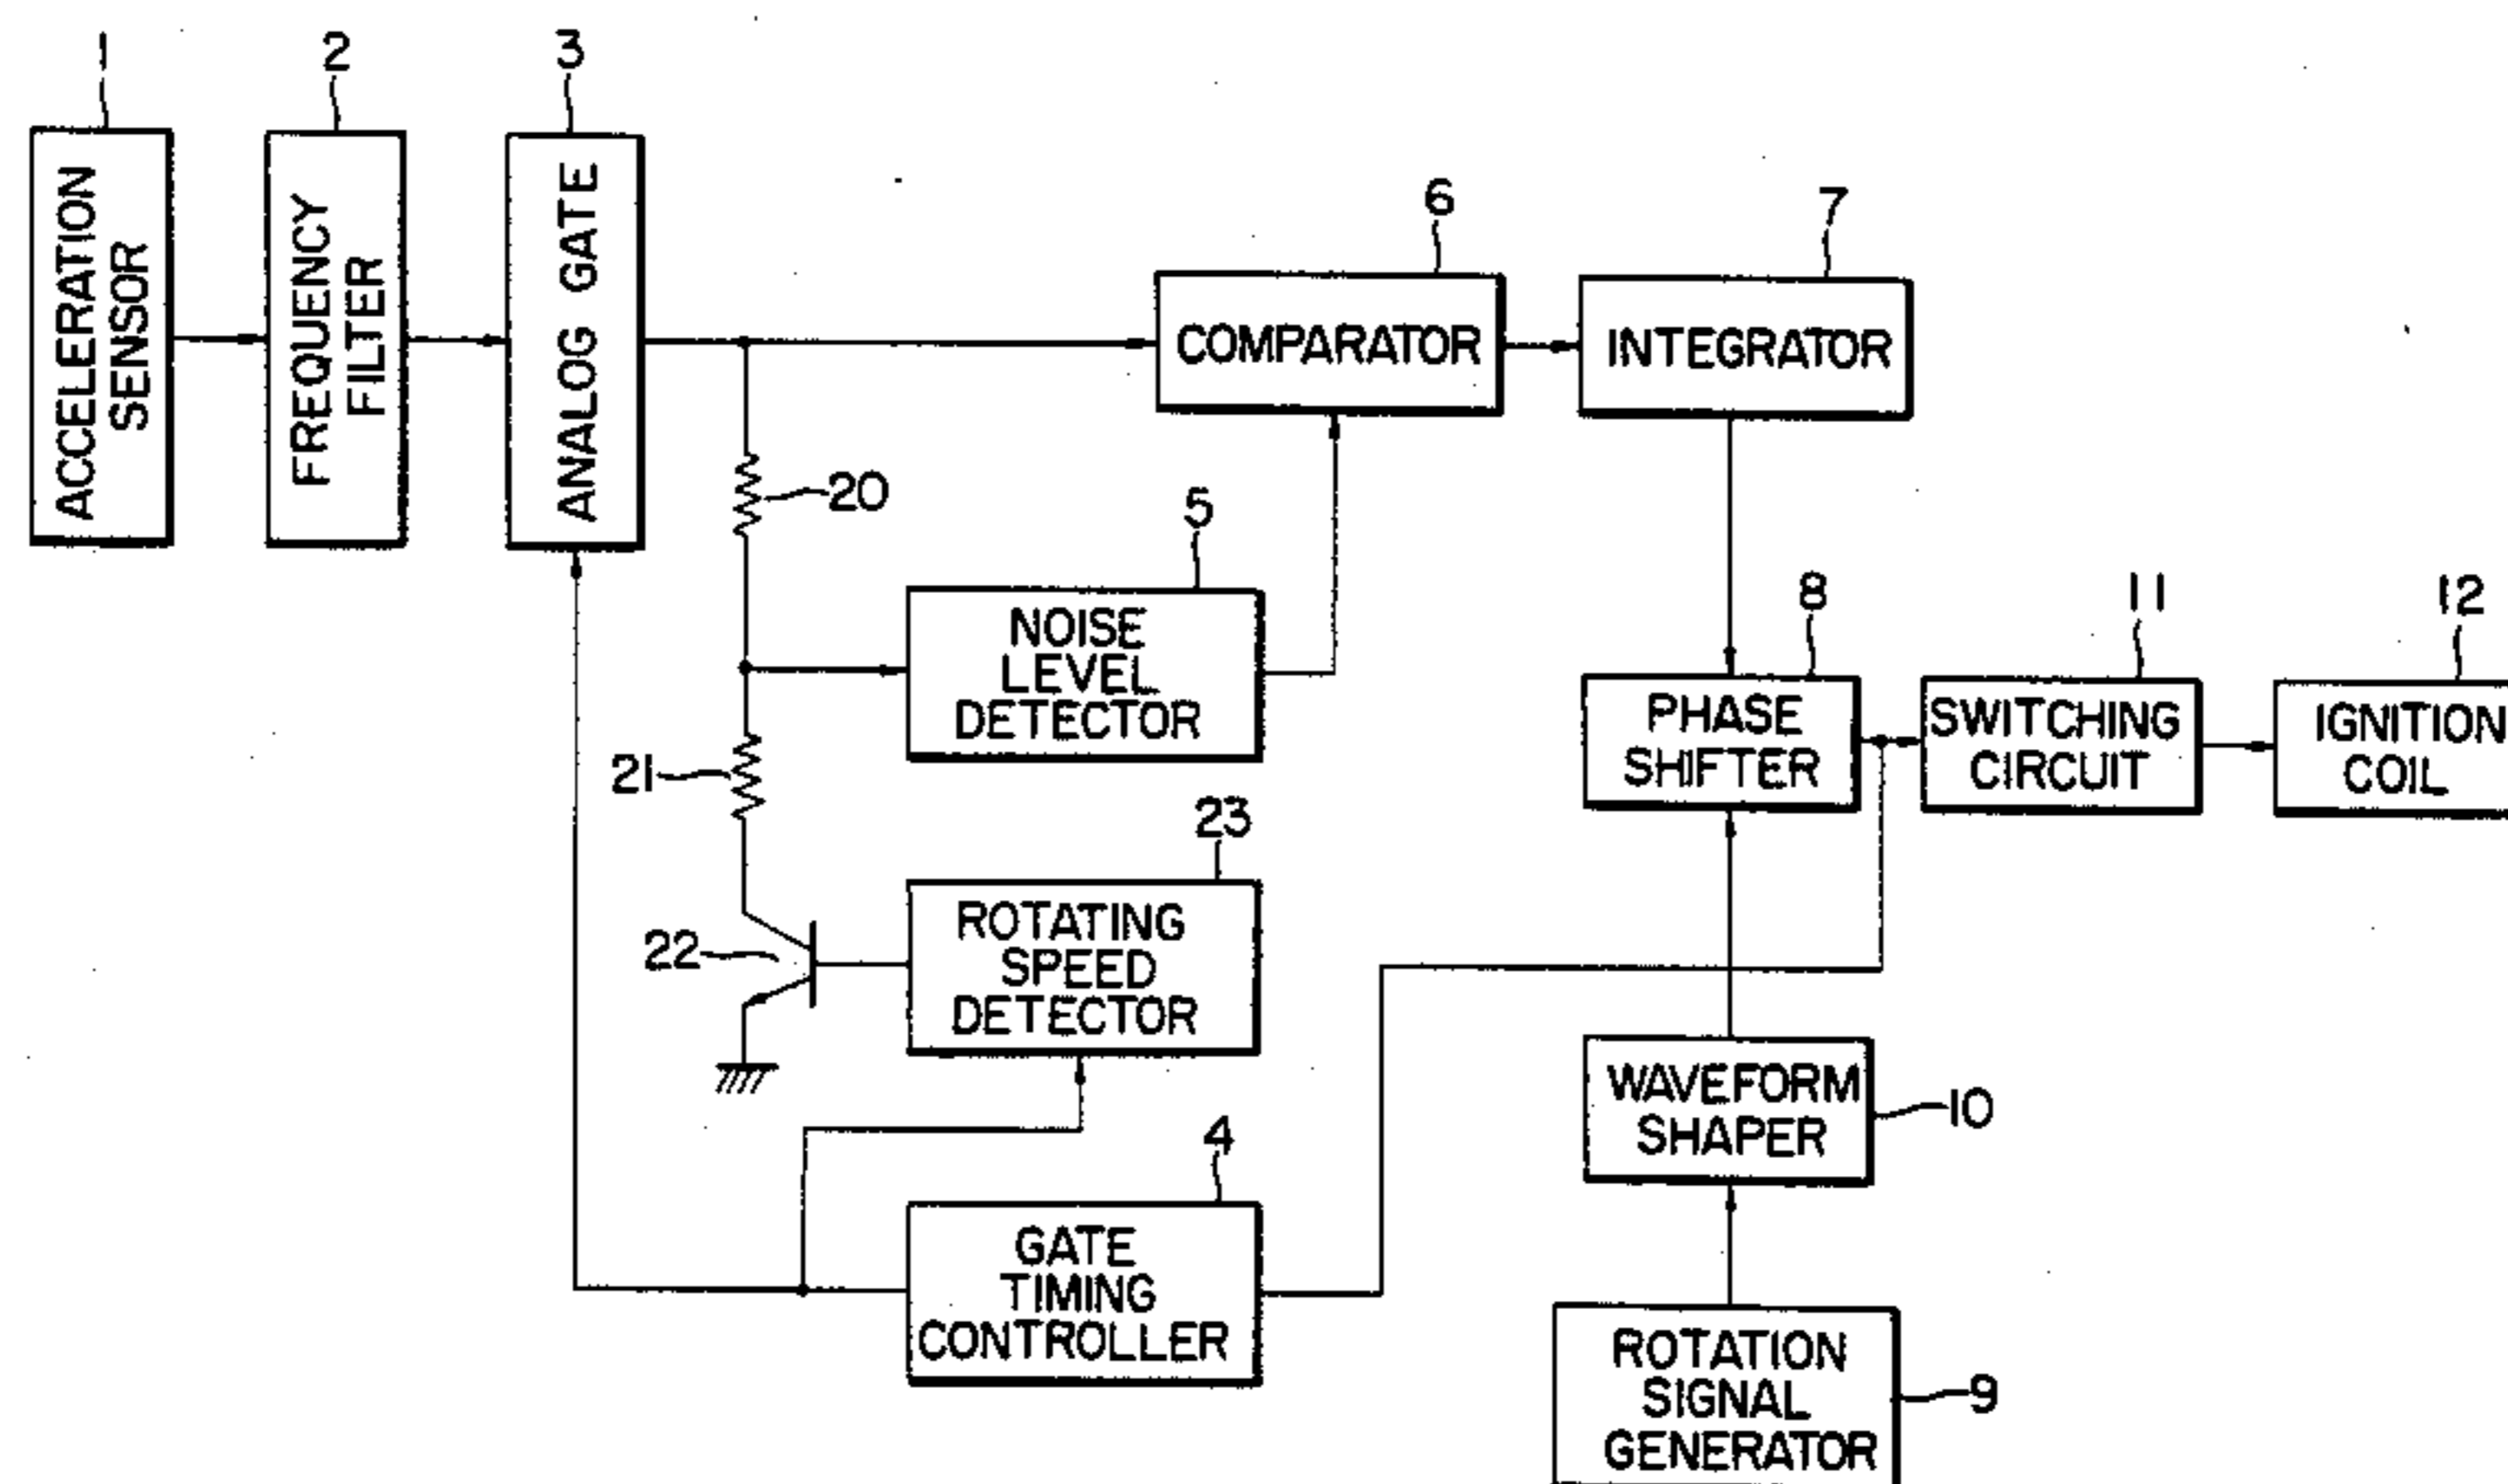 1
2
3
ACCELERATION
SENSOR
FREQUENCY
FILTER
ANALOG GATE
6
COMPARATOR
7
INTEGRATOR
20
5
NOISE
LEVEL
DETECTOR
21
8
PHASE
SHIFTER
11
SWITCHING
CIRCUIT
12
IGNITION
COIL
22
23
ROTATING
SPEED
DETECTOR
WAVEFORM
SHAPER
10
4
GATE
TIMING
CONTROLLER
ROTATION
SIGNAL
GENERATOR
9